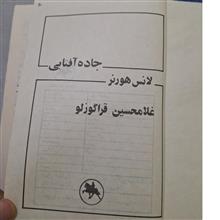 جاده آفتابی
لانس هورنر
غلامحسین قراگوزلو